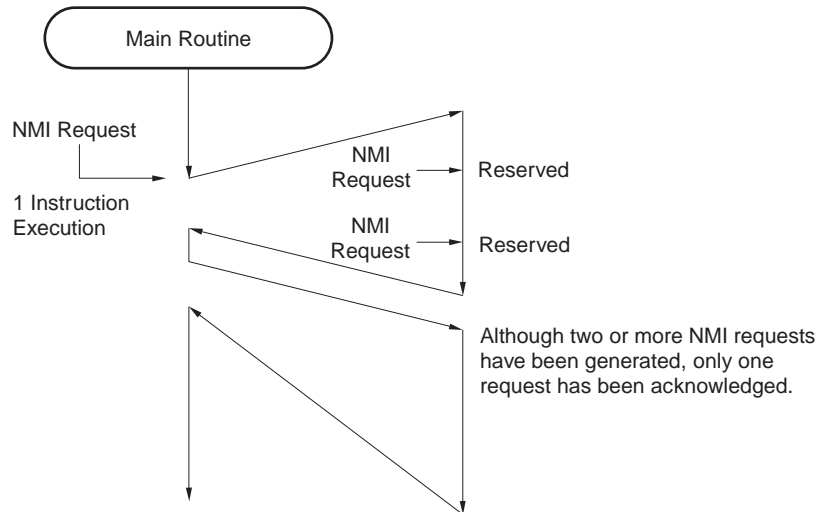 Main Routine
NMI Request
1 Instruction
Execution
NMI
Request
Reserved
NMI
Request
Reserved
Although two or more NMI requests
have been generated, only one
request has been acknowledged.